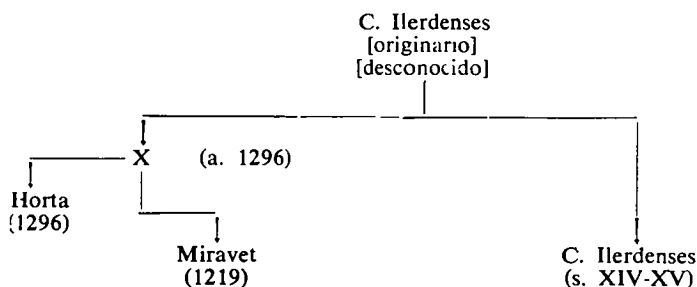 C. Ilerdenses
[originario]
[desconocido]
X (a. 1296)
Horta
(1296)
Miravet
(1219)
C. Ilerdenses
(s. XIV-XV)